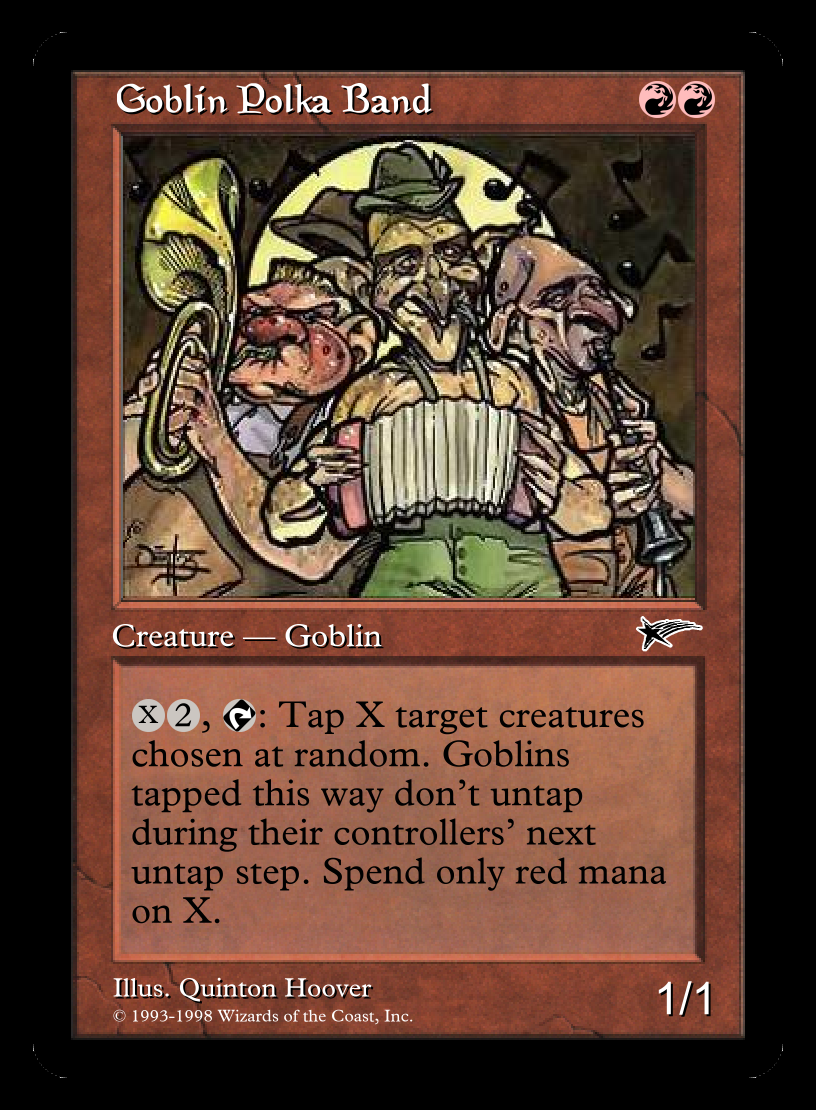 Goblin Polka Band
Creature — Goblin
X 2, : Tap X target creatures
chosen at random. Goblins
tapped this way don't untap
during their controllers' next
untap step. Spend only red mana
on X.
Illus. Quinton Hoover
1/1
© 1993-1998 Wizards of the Coast, Inc.